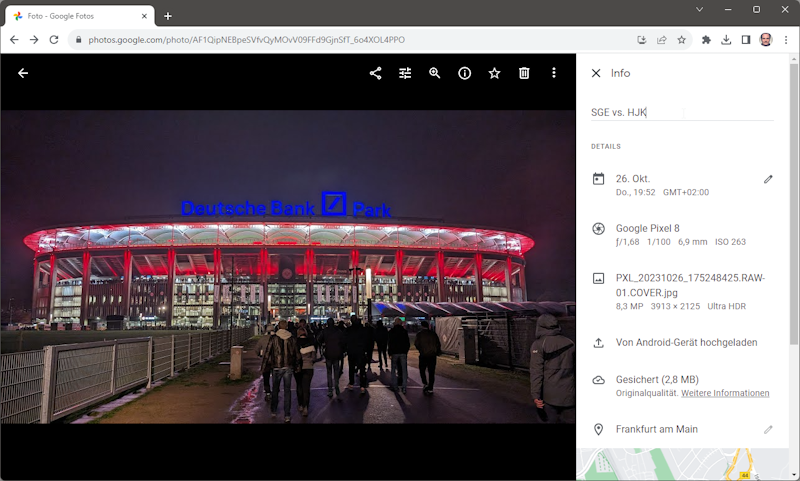 Foto - Google Fotos
photos.google.com/photo/AF1QipNEBpeSVfvQyMOvV09FFd9GjnSfT_6o4XOL4PPO
Info
SGE vs. HJK
DETAILS
26. Okt.
Do., 19:52 GMT+02:00
Google Pixel 8
ƒ/1,68 1/100 6,9 mm ISO 263
PXL_20231026_175248425.RAW-
01.COVER.jpg
8,3 MP 3913 × 2125 Ultra HDR
Von Android-Gerät hochgeladen
Gesichert (2,8 MB)
Originalqualität. Weitere Informationen
Frankfurt am Main
44
Deutsche Bank Park